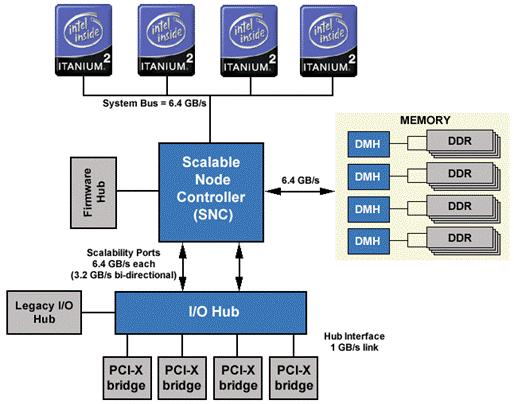 intel inside
ITANIUM 2
intel inside
ITANIUM 2
intel inside
ITANIUM 2
intel inside
ITANIUM 2
System Bus = 6.4 GB/s
MEMORY
DMH
DDR
DMH
DDR
DMH
DDR
DMH
DDR
Scalable
Node
Controller
(SNC)
6.4 GB/s
Firmware
Hub
Scalability Ports
6.4 GB/s each
(3.2 GB/s bi-directional)
Legacy I/O
Hub
I/O Hub
Hub Interface
1 GB/s link
PCI-X
bridge
PCI-X
bridge
PCI-X
bridge
PCI-X
bridge